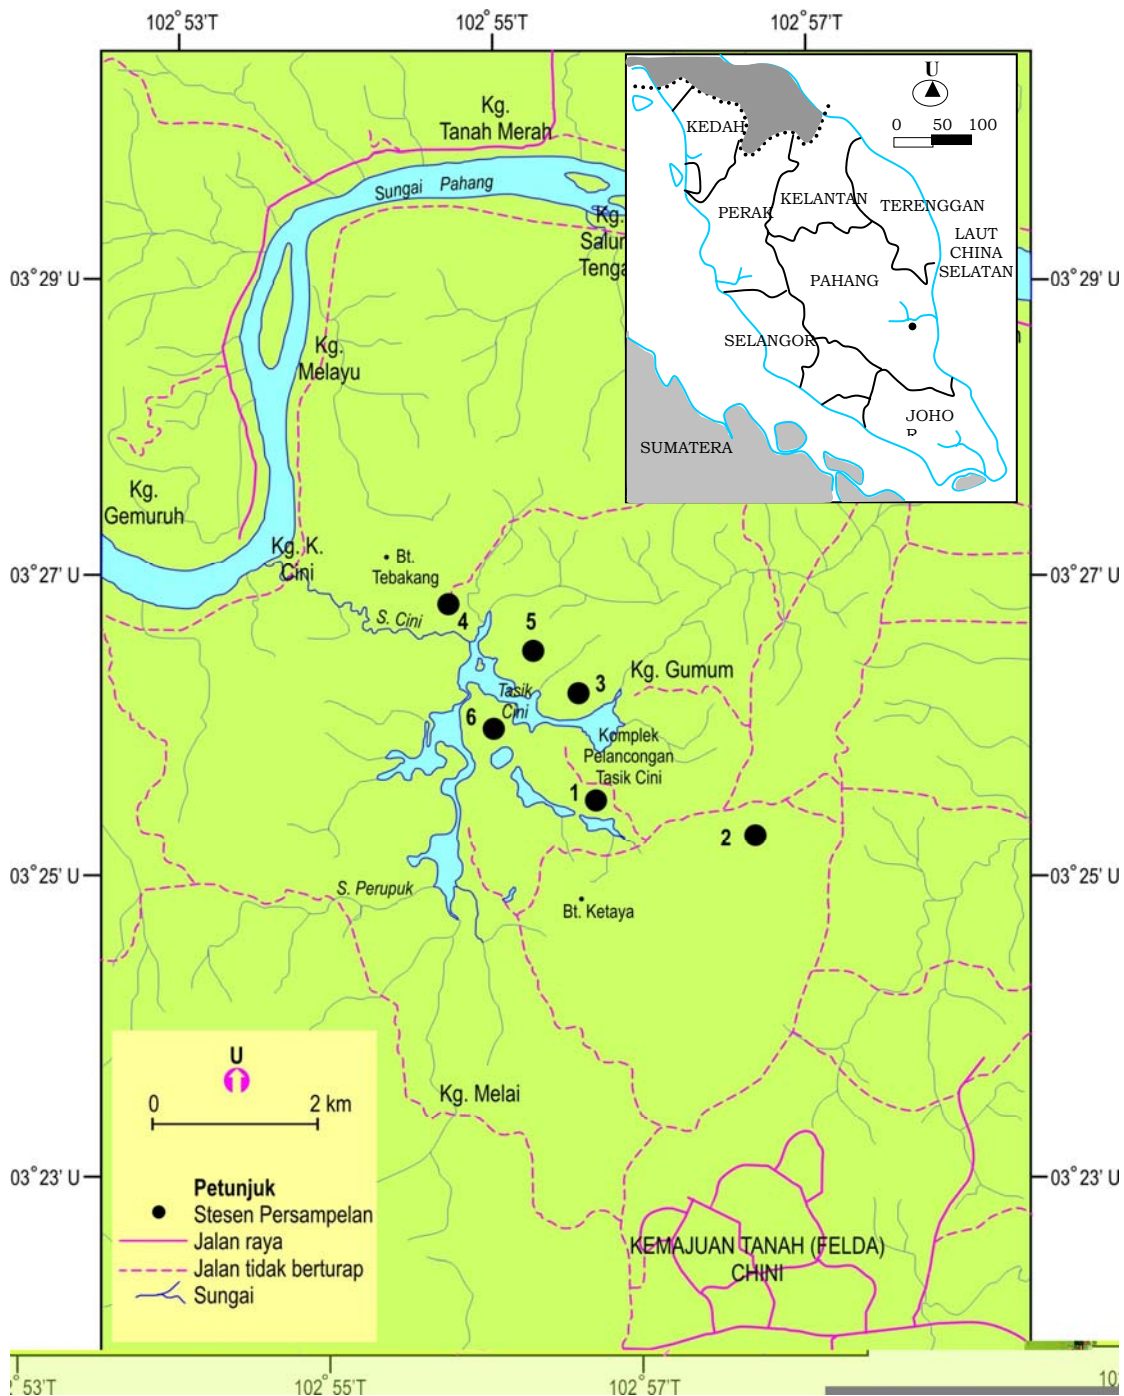 102°53'T
102°55'T
102°57'T
Kg.
Tanah Merah
Sungai Pahang
Kg.
Salun
Tenga
03°29' U
03°29' U
Kg.
Melayu
Kg.
Gemuruh
Kg. K.
Cini
Bt.
Tebakang
03°27' U
03°27' U
S. Cini
4
5
3
Kg. Gumum
Tasik
Cini
6
Komplek
Pelancongan
Tasik Cini
1
2
03°25' U
03°25' U
S. Perupuk
Bt. Ketaya
Kg. Melai
03°23' U
03°23' U
KEMAJUAN TANAH (FELDA)
CHINI
U
0 50 100
KEDAH
PERAK
KELANTAN
TERENGGAN
LAUT
CHINA
SELATAN
PAHANG
SELANGOR
JOHO
R
SUMATERA
U
0 2 km
Petunjuk
Stesen Persampelan
Jalan raya
Jalan tidak berturap
Sungai
°53'T
102°55'T
102°57'T
10